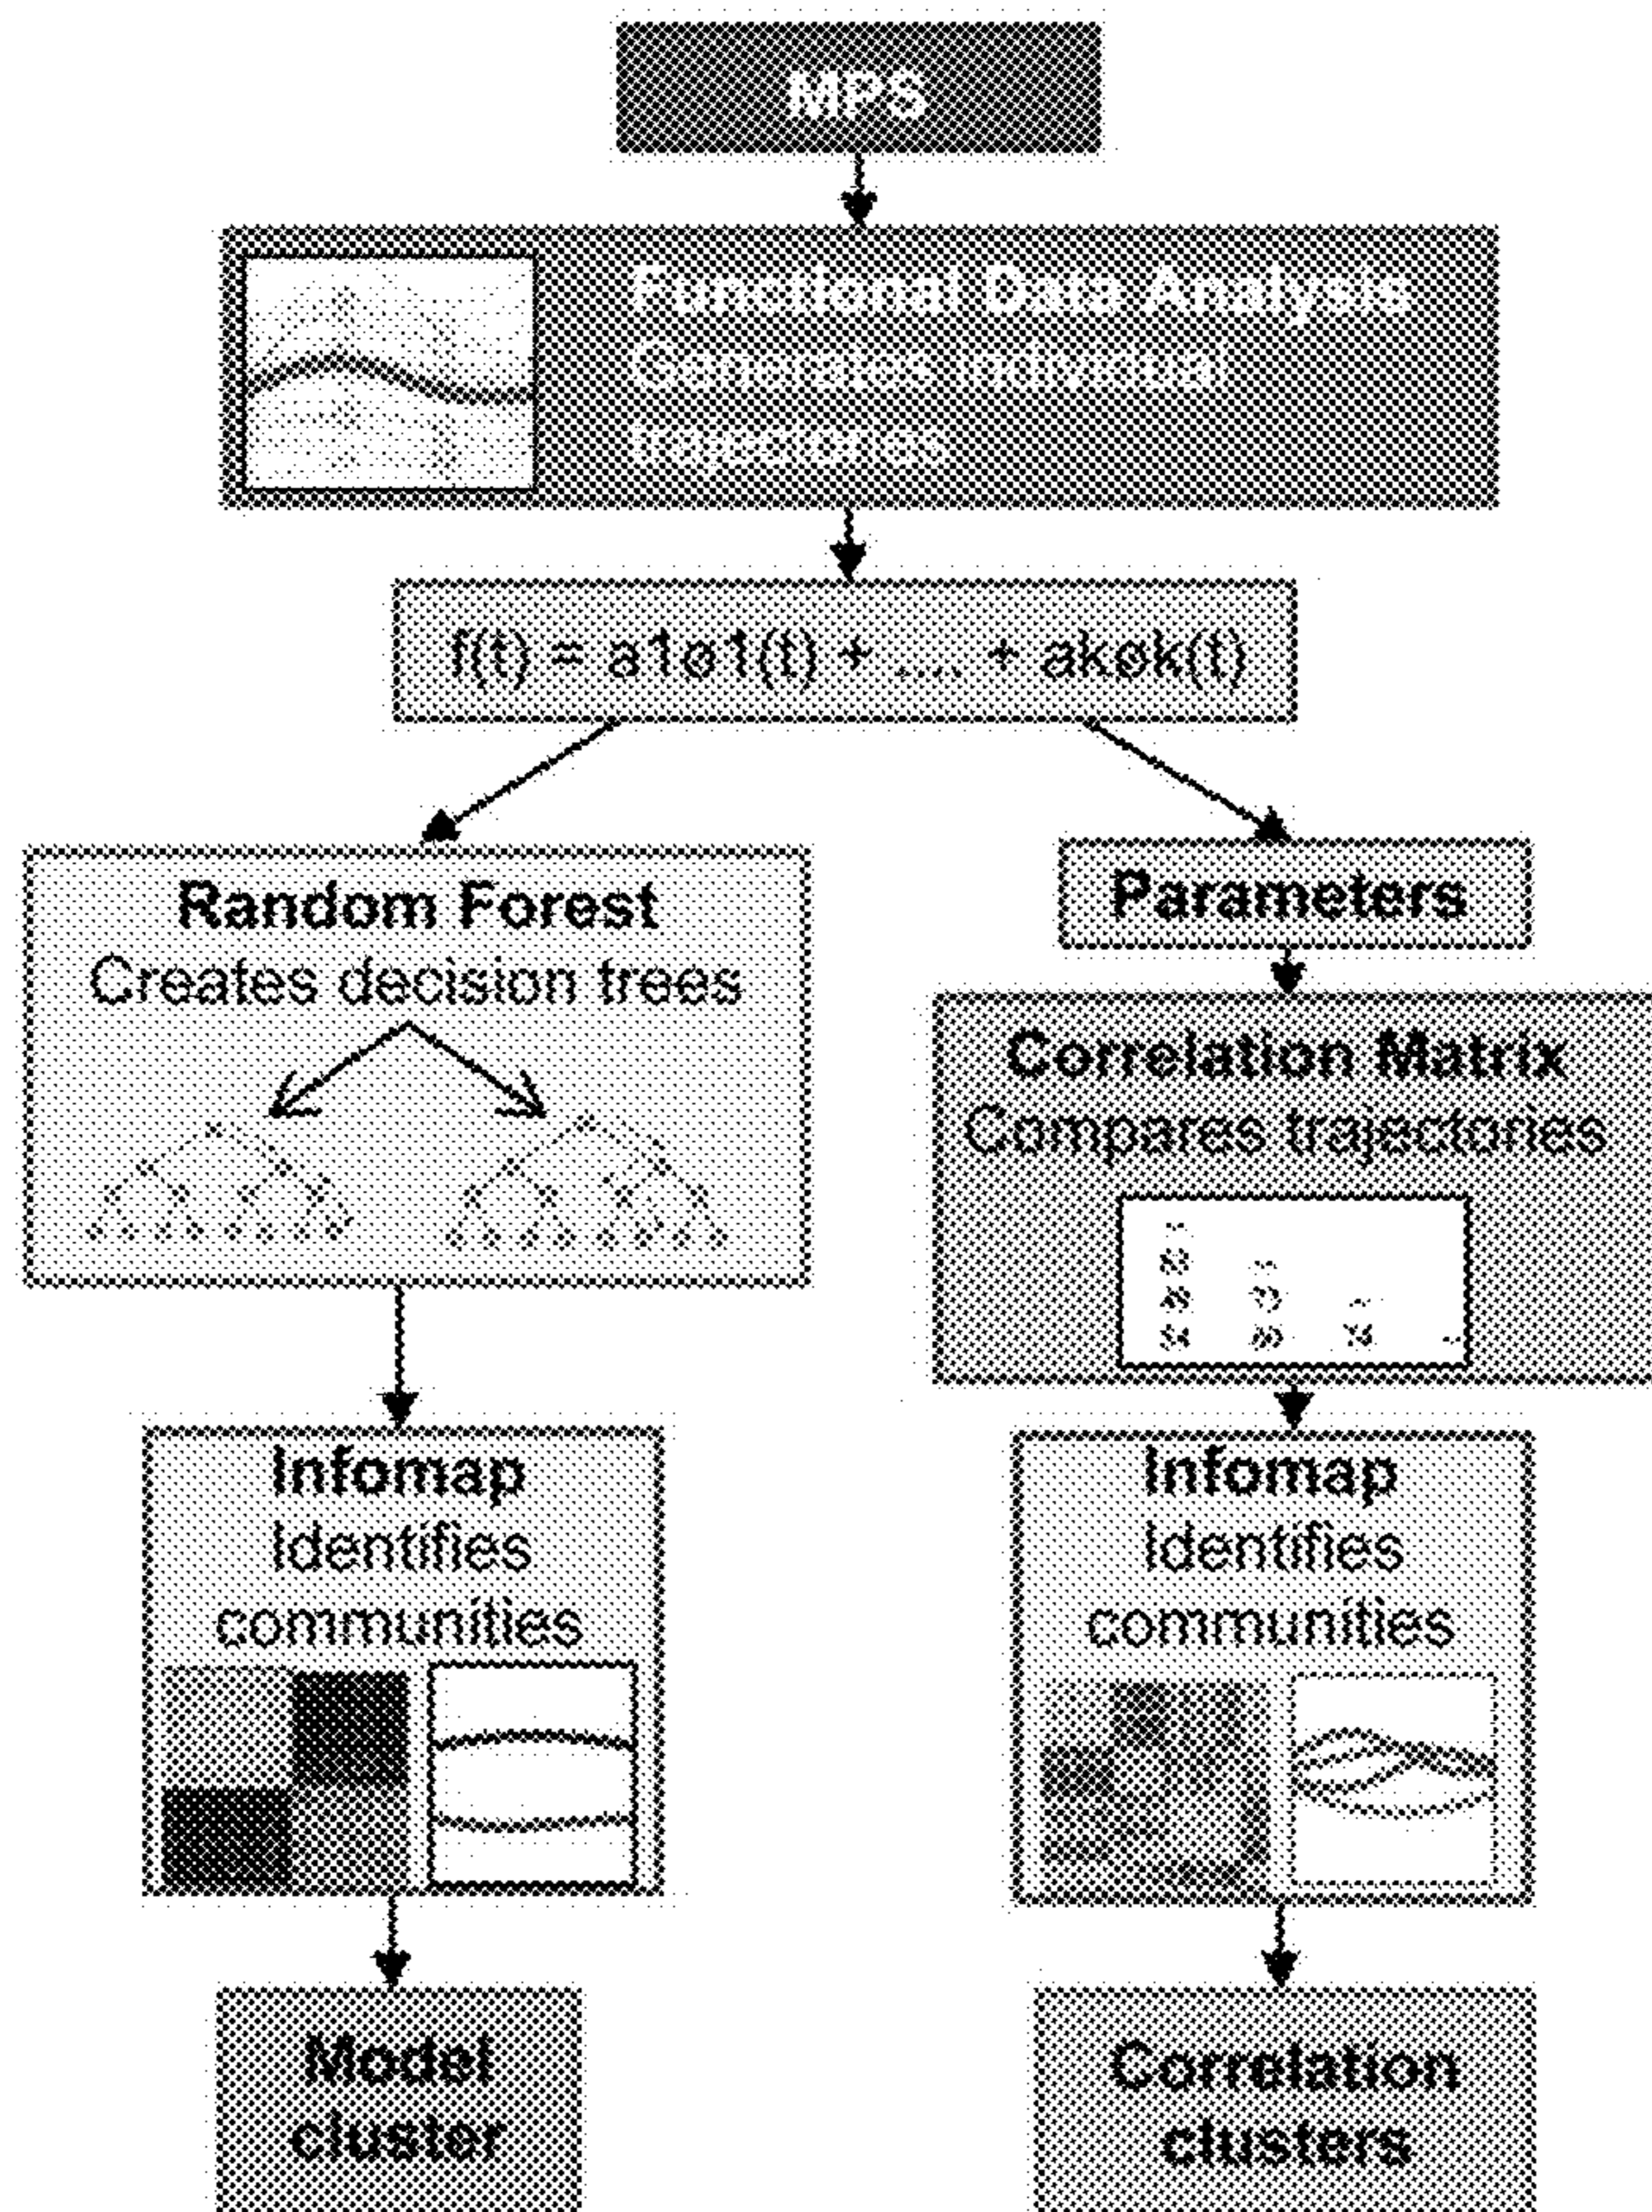 MPS
Functional Data Analysis
Generates individual
trajectories
f(t) = a1ø1(t) + .... + akøk(t)
Random Forest
Creates decision trees
Parameters
Correlation Matrix
Compares trajectories
Infomap
Identifies
communities
Infomap
Identifies
communities
Model
cluster
Correlation
clusters